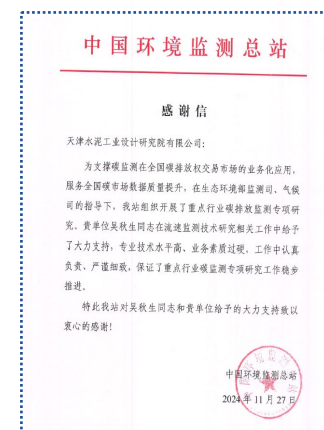 中国环境监测总站
感谢信
天津水泥工业设计研究院有限公司：
为支撑碳监测在全国碳排放权交易市场的业务化应用，
服务全国碳市场数据质量提升，在生态环境部监测司、气候
司的指导下，我站组织开展了重点行业碳排放监测专项研
究。贵单位吴秋生同志在流速监测技术研究相关工作中给予
了大力支持，专业技术水平高、业务素质过硬、工作中认真
负责、严谨细致，保证了重点行业碳监测专项研究工作稳步
推进。
特此我站对吴秋生同志和贵单位给予的大力支持致以
衷心的感谢！
中国环境监测总站
2024年11月27日